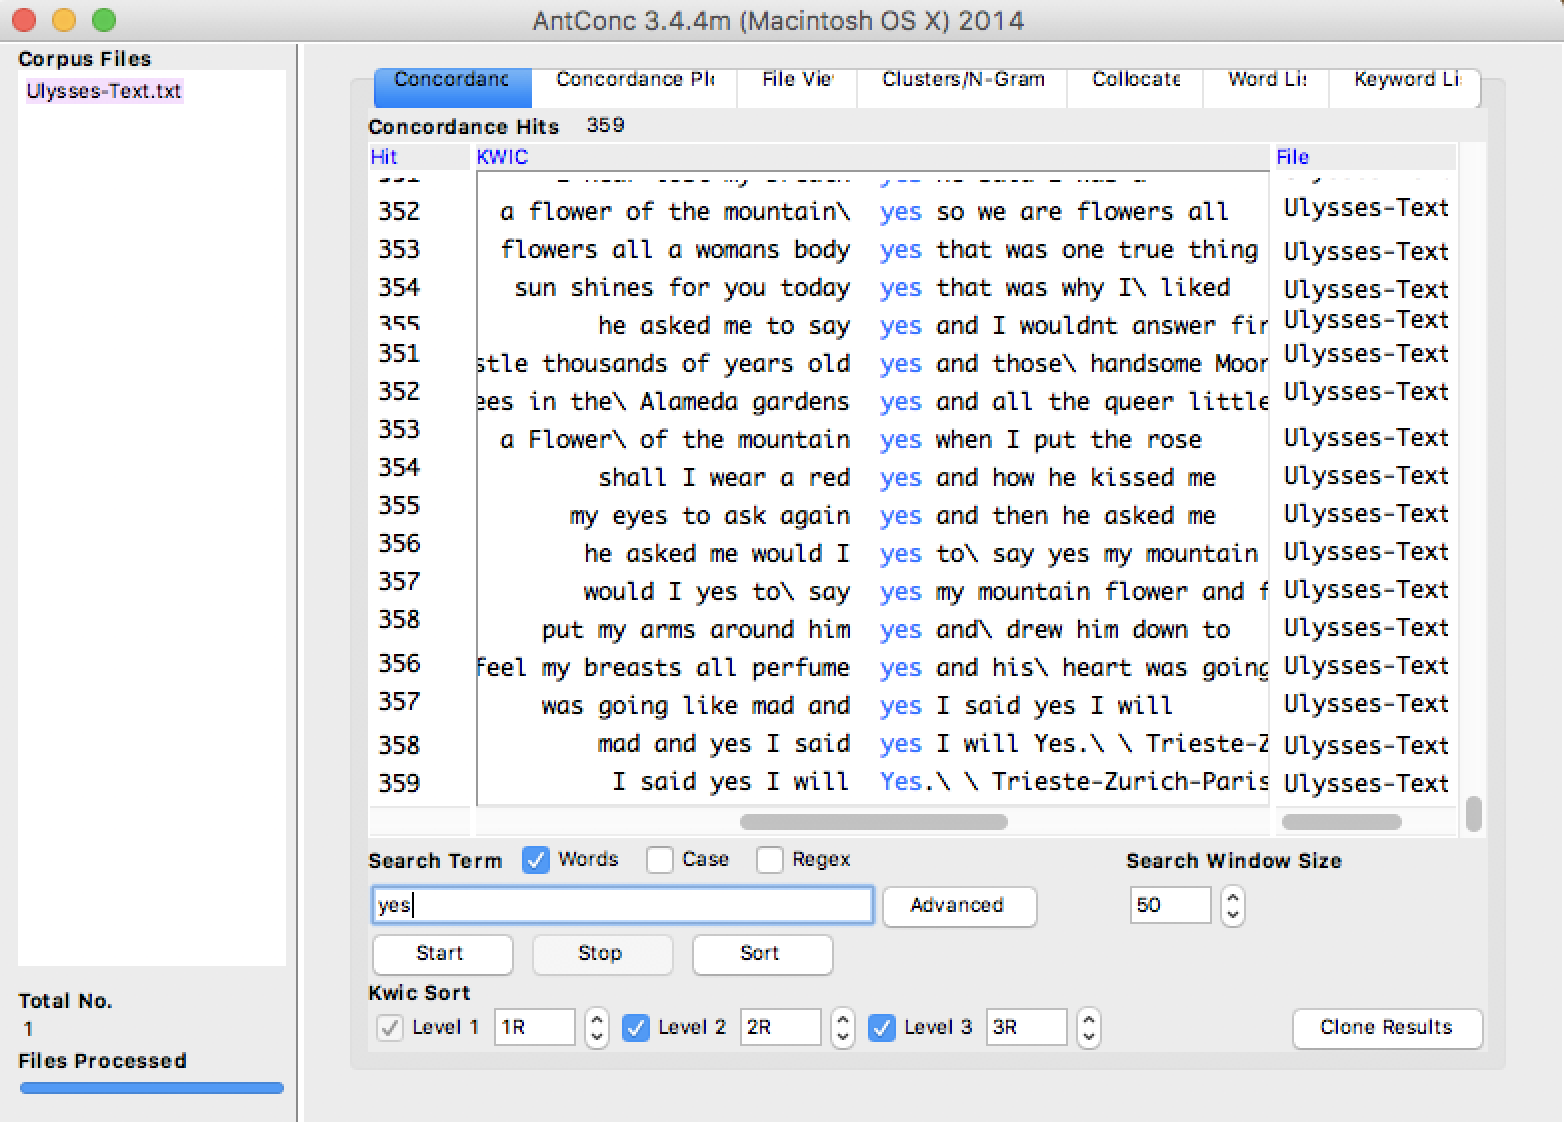 AntConc 3.4.4m (Macintosh OS X) 2014
Corpus Files
Ulysses-Text.txt
Total No.
1
Files Processed
Concordanc Concordance Plc File Vie Clusters/N-Gram Collocate Word Lis Keyword Li
Concordance Hits 359
Hit KWIC File
352 a flower of the mountain\ yes so we are flowers all Ulysses-Text
353 flowers all a womans body yes that was one true thing Ulysses-Text
354 sun shines for you today yes that was why I\ liked Ulysses-Text
355 he asked me to say yes and I wouldnt answer fir Ulysses-Text
351 stle thousands of years old yes and those\ handsome Moor Ulysses-Text
352 ees in the\ Alameda gardens yes and all the queer little Ulysses-Text
353 a Flower\ of the mountain yes when I put the rose Ulysses-Text
354 shall I wear a red yes and how he kissed me Ulysses-Text
355 my eyes to ask again yes and then he asked me Ulysses-Text
356 he asked me would I yes to\ say yes my mountain Ulysses-Text
357 would I yes to\ say yes my mountain flower and f Ulysses-Text
358 put my arms around him yes and\ drew him down to Ulysses-Text
356 feel my breasts all perfume yes and his\ heart was going Ulysses-Text
357 was going like mad and yes I said yes I will Ulysses-Text
358 mad and yes I said yes I will Yes.\ \ Trieste-Z Ulysses-Text
359 I said yes I will Yes.\ \ Trieste-Zurich-Paris Ulysses-Text
Search Term Words Case Regex Search Window Size
yes Advanced 50
Start Stop Sort
Kwic Sort
Level 1 1R Level 2 2R Level 3 3R Clone Results